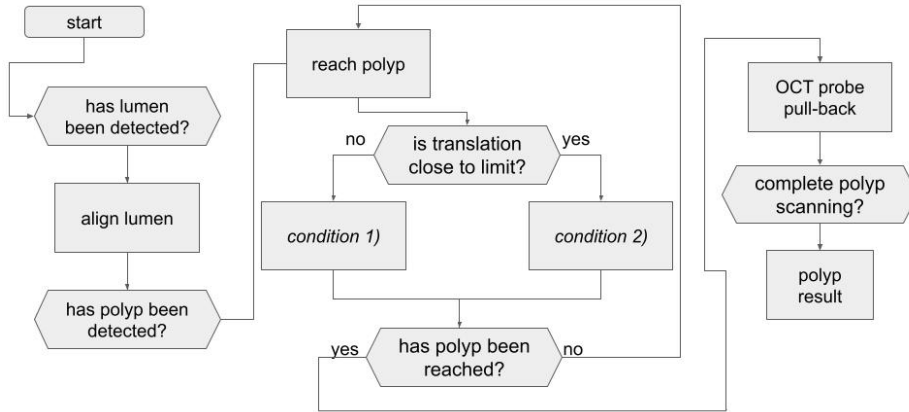 start
has lumen
been detected?
align lumen
has polyp been
detected?
reach polyp
no
is translation
close to limit?
yes
condition 1)
condition 2)
yes
has polyp been
reached?
no
OCT probe
pull-back
complete polyp
scanning?
polyp
result